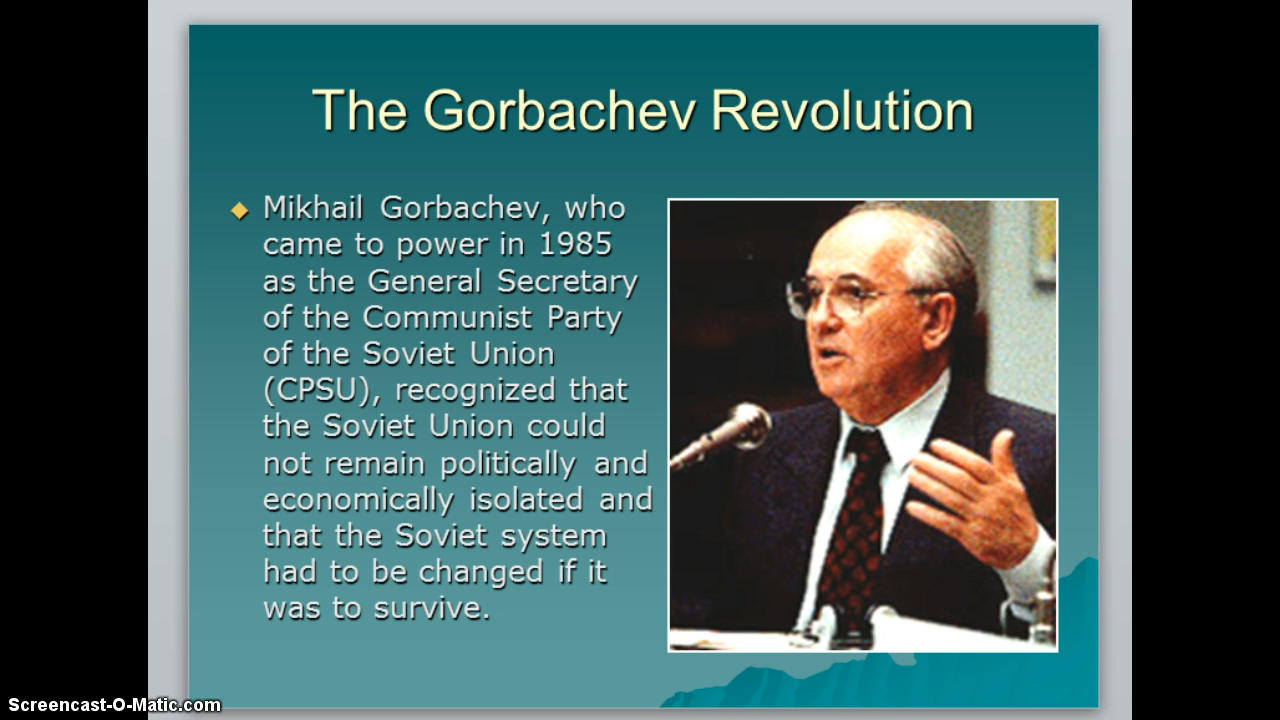 The Gorbachev Revolution
Mikhail Gorbachev, who
came to power in 1985
as the General Secretary
of the Communist Party
of the Soviet Union
(CPSU), recognized that
the Soviet Union could
not remain politically and
economically isolated and
that the Soviet system
had to be changed if it
was to survive.
Screencast-O-Matic.com